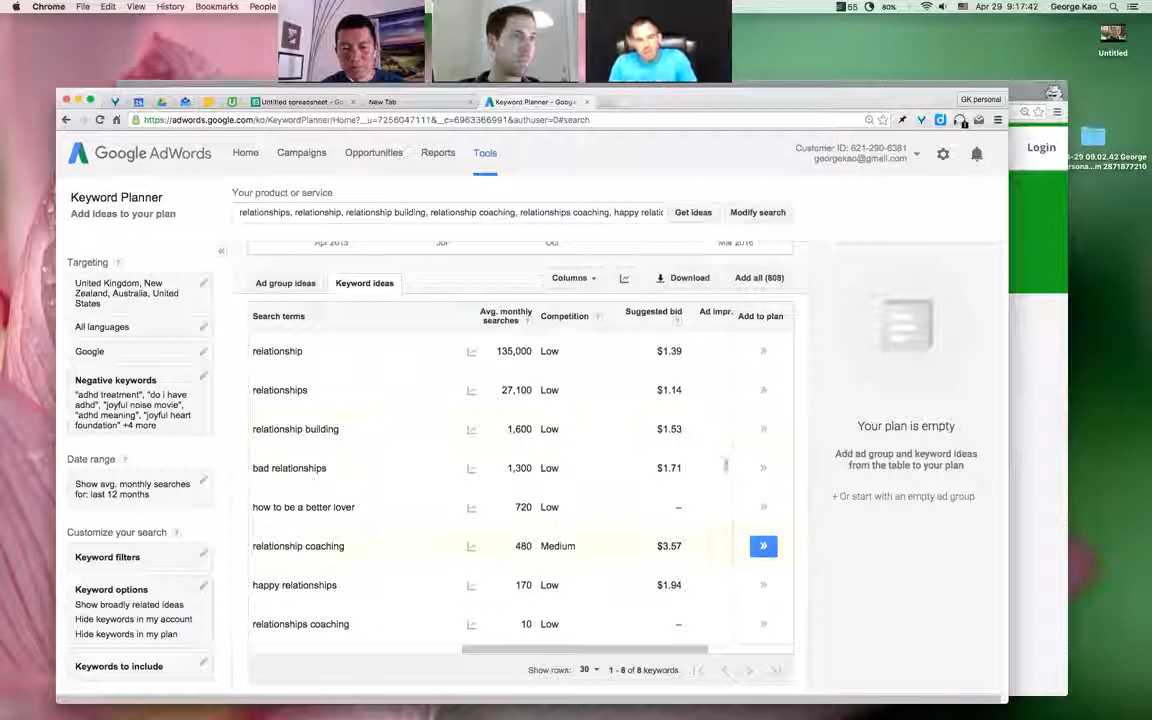 Chrome File Edit View History Bookmarks People
55 80% Apr 29 9:17:42 George Kao
Untitled
Untitled spreadsheet - Go
New Tab
Keyword Planner - Goog
GK personal
https://adwords.google.com/ko/KeywordPlanner/Home?_u=7256047111&_c=6963366991&authuser=0#search
Login
Google AdWords Home Campaigns Opportunities Reports Tools
Customer ID: 621-290-6381
georgekao@gmail.com
Keyword Planner
Add ideas to your plan
Your product or service
relationships, relationship, relationship building, relationship coaching, relationships coaching, happy relatio
Get ideas Modify search
Targeting ?
United Kingdom, New
Zealand, Australia, United
States
All languages
Google
Negative keywords
"adhd treatment", "do i have
adhd", "joyful noise movie",
"adhd meaning", "joyful heart
foundation" +4 more
Date range ?
Show avg. monthly searches
for: last 12 months
Customize your search ?
Keyword filters
Keyword options
Show broadly related ideas
Hide keywords in my account
Hide keywords in my plan
Keywords to include
Apr 2015 Oct Mar 2016
Ad group ideas Keyword ideas Columns Download Add all (808)
Search terms Avg. monthly searches ? Competition ? Suggested bid ? Ad impr. Add to plan
relationship 135,000 Low $1.39 »
relationships 27,100 Low $1.14 »
relationship building 1,600 Low $1.53 »
bad relationships 1,300 Low $1.71 »
how to be a better lover 720 Low – »
relationship coaching 480 Medium $3.57 »
happy relationships 170 Low $1.94 »
relationships coaching 10 Low – »
Show rows: 30 1 - 8 of 8 keywords
Your plan is empty
Add ad group and keyword ideas
from the table to your plan
+ Or start with an empty ad group